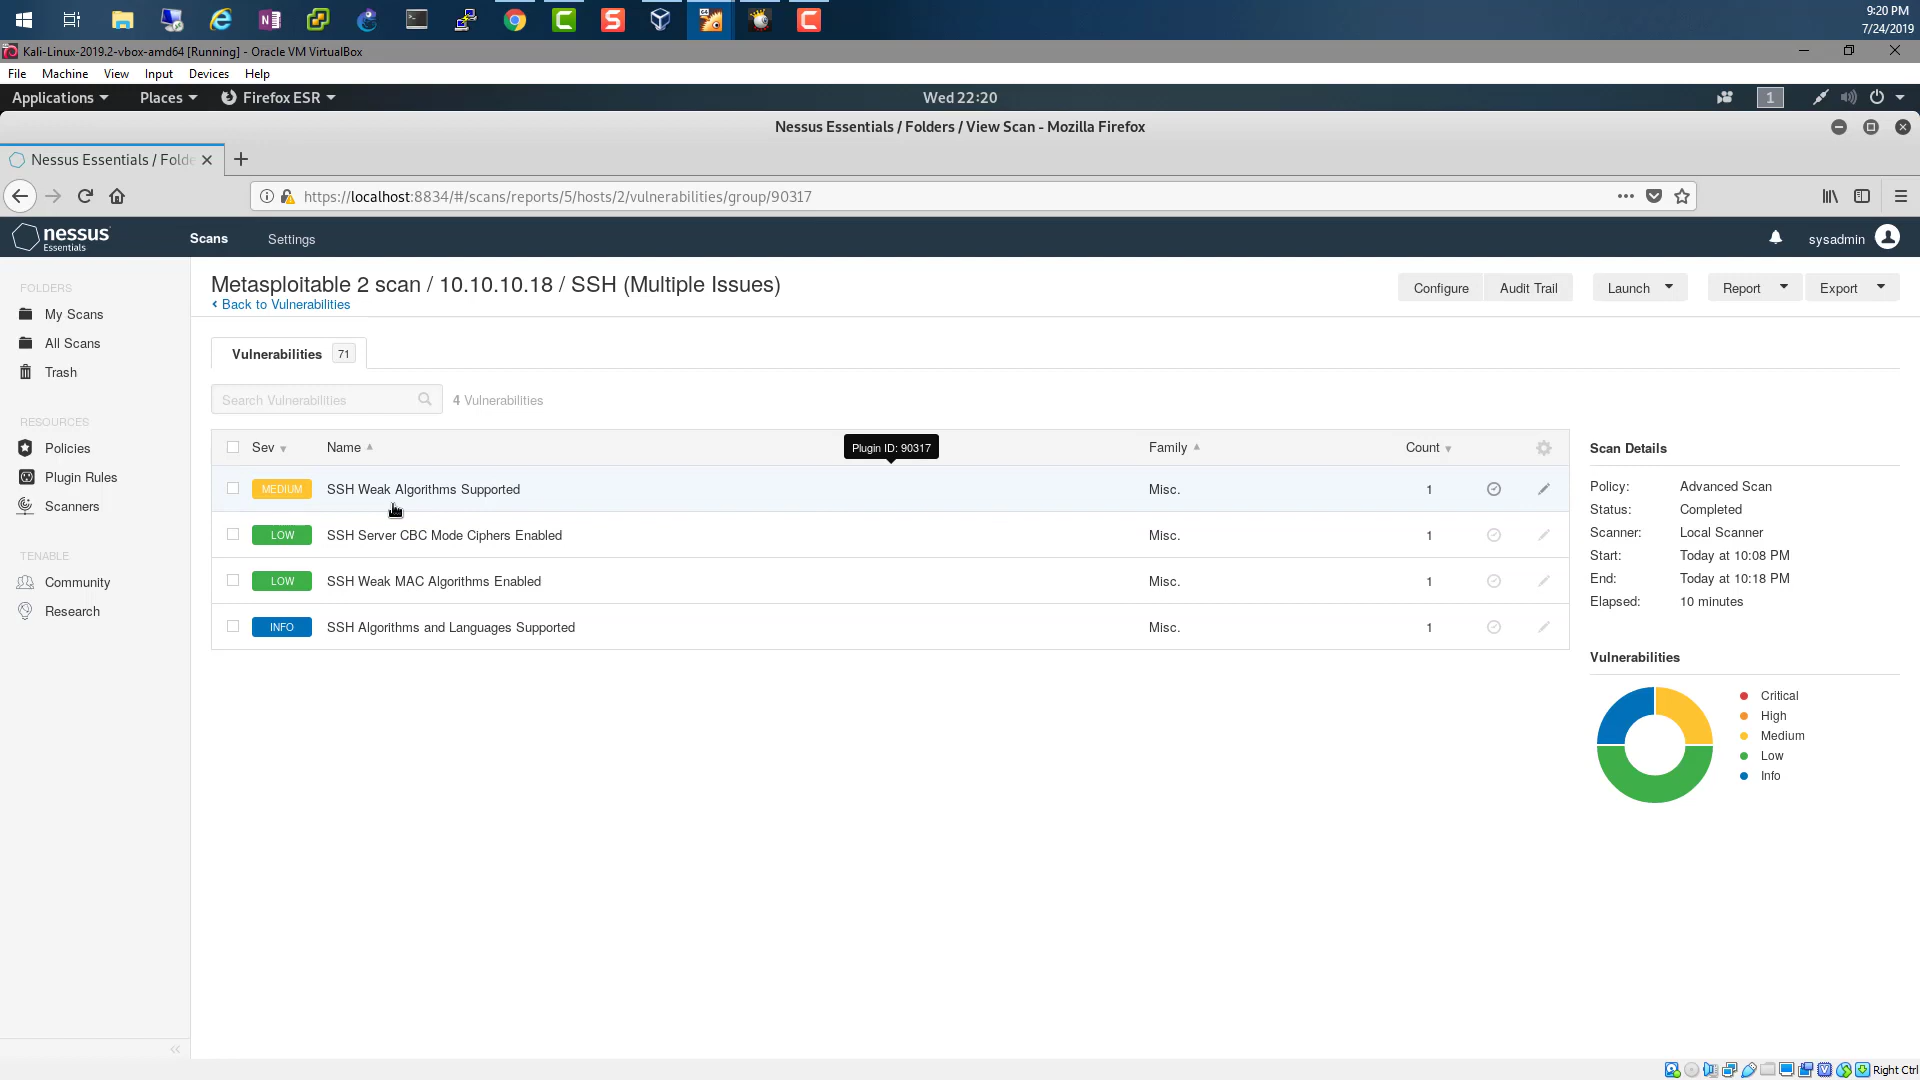 9:20 PM
7/24/2019
Kali-Linux-2019.2-vbox-amd64 [Running] - Oracle VM VirtualBox
File Machine View Input Devices Help
Applications Places Firefox ESR Wed 22:20 1
Nessus Essentials / Folders / View Scan - Mozilla Firefox
Nessus Essentials / Folde
https://localhost:8834/#/scans/reports/5/hosts/2/vulnerabilities/group/90317
nessus Essentials Scans Settings sysadmin
FOLDERS
My Scans
All Scans
Trash
RESOURCES
Policies
Plugin Rules
Scanners
TENABLE
Community
Research
Metasploitable 2 scan / 10.10.10.18 / SSH (Multiple Issues)
Back to Vulnerabilities
Configure Audit Trail Launch Report Export
Vulnerabilities 71
Search Vulnerabilities 4 Vulnerabilities
Sev Name Family Count
Plugin ID: 90317
MEDIUM SSH Weak Algorithms Supported Misc. 1
LOW SSH Server CBC Mode Ciphers Enabled Misc. 1
LOW SSH Weak MAC Algorithms Enabled Misc. 1
INFO SSH Algorithms and Languages Supported Misc. 1
Scan Details
Policy: Advanced Scan
Status: Completed
Scanner: Local Scanner
Start: Today at 10:08 PM
End: Today at 10:18 PM
Elapsed: 10 minutes
Vulnerabilities
Critical
High
Medium
Low
Info
Right Ctrl